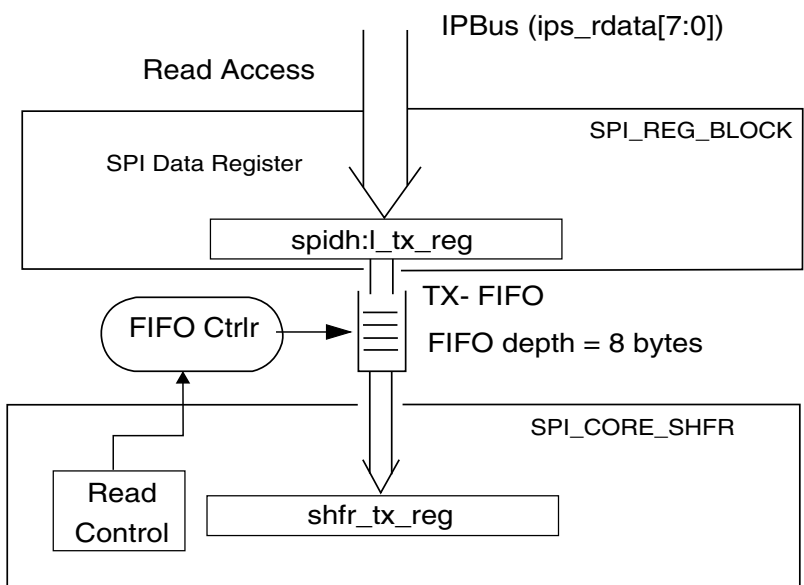 IPBus (ips_rdata[7:0])
Read Access
SPI_REG_BLOCK
SPI Data Register
spidh:l_tx_reg
TX- FIFO
FIFO Ctrlr
FIFO depth = 8 bytes
SPI_CORE_SHFR
Read
Control
shfr_tx_reg